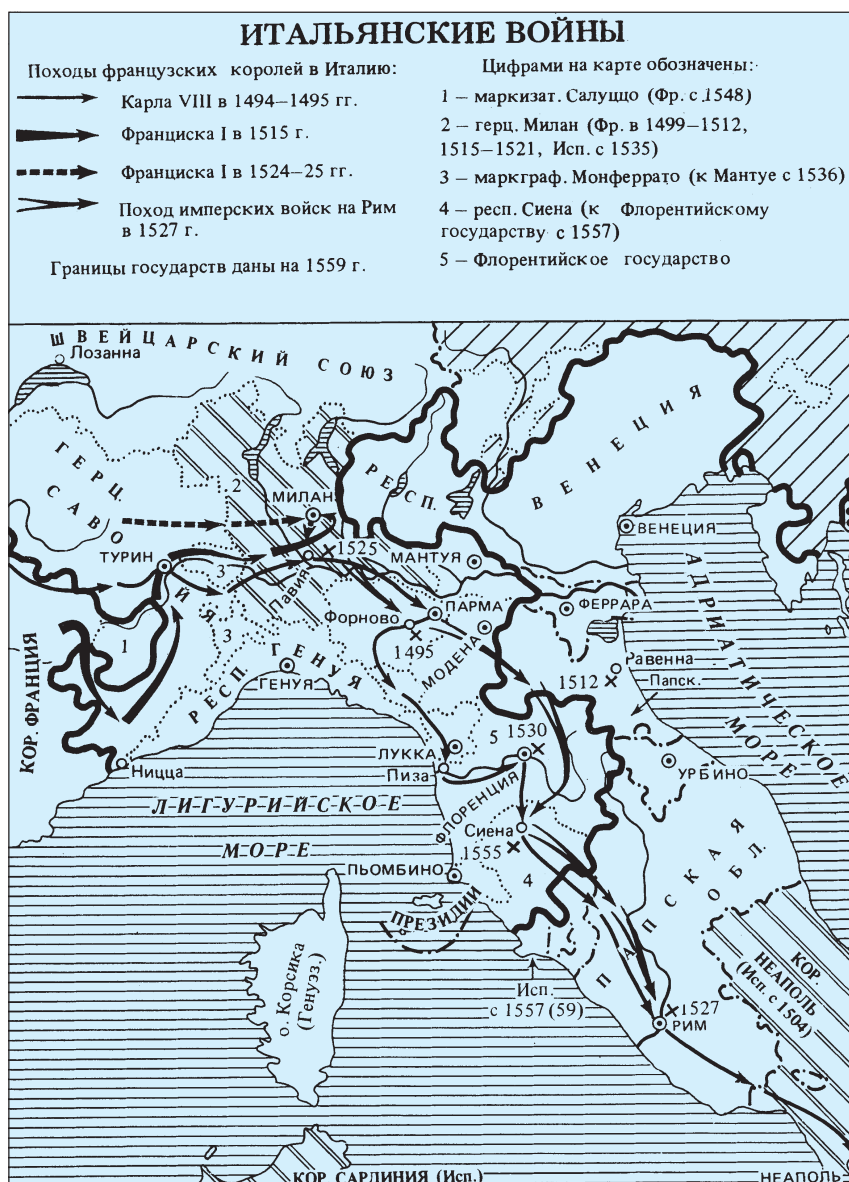 ИТАЛЬЯНСКИЕ ВОЙНЫ
Походы французских королей в Италию:
Карла VIII в 1494–1495 гг.
Франциска I в 1515 г.
Франциска I в 1524–25 гг.
Поход имперских войск на Рим
в 1527 г.
Границы государств даны на 1559 г.
Цифрами на карте обозначены:
1 – маркизат. Салуццо (Фр. с 1548)
2 – герц. Милан (Фр. в 1499–1512,
1515–1521, Исп. с 1535)
3 – маркграф. Монферрато (к Мантуе с 1536)
4 – респ. Сиена (к Флорентийскому
государству с 1557)
5 – Флорентийское государство
ШВЕЙЦАРСКИЙ СОЮЗ
Лозанна
ГЕРЦ.
САВОЙЯ
2
МИЛАН
РЕСП.
ВЕНЕЦИЯ
ВЕНЕЦИЯ
1525
МАНТУЯ
ТУРИН
3
Павия
ПАРМА
ФЕРРАРА
Форново
1495
МОДЕНА
1
3
РЕСП. ГЕНУЯ
ГЕНУЯ
Равенна
1512
Папск.
АДРИАТИЧЕСКОЕ
МОРЕ
КОР. ФРАНЦИЯ
Ницца
ЛУККА
Пиза
5
1530
ФЛОРЕНЦИЯ
УРБИНО
ЛИГУРИЙСКОЕ
МОРЕ
Сиена
1555
4
ПЬОМБИНО
ПРЕЗИДИИ
ПАПСКАЯ
ОБЛ.
Исп.
с 1557 (59)
о. Корсика
(Генуэз.)
1527
РИМ
КОР.
НЕАПОЛЬ
(Исп. с 1504)
КОР. САРДИНИЯ (Исп.)
НЕАПОЛЬ